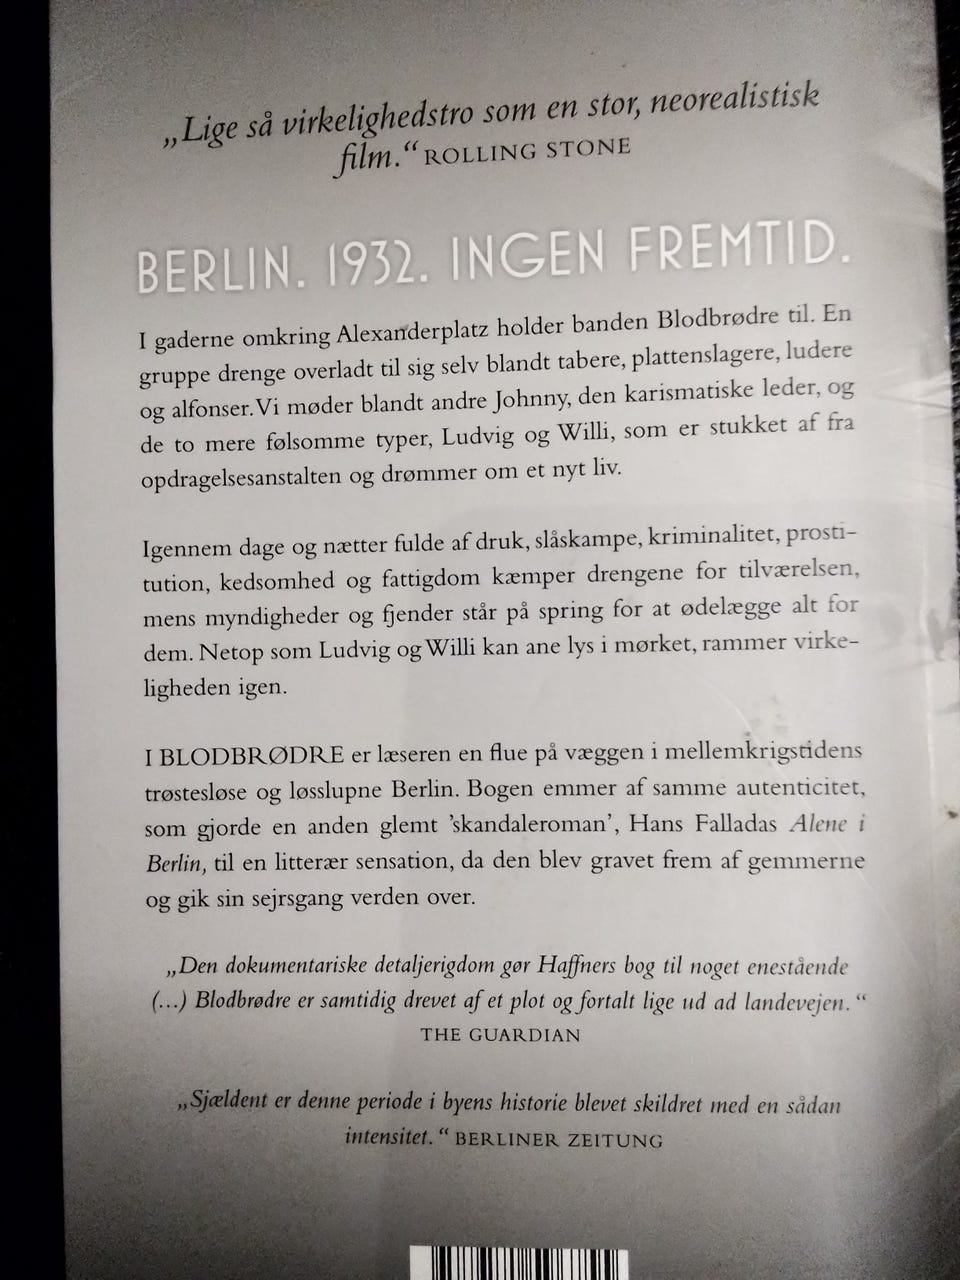 „Lige så virkelighedstro som en stor, neorealistisk
film.“ ROLLING STONE
BERLIN. 1932. INGEN FREMTID.
I gaderne omkring Alexanderplatz holder banden Blodbrødre til. En
gruppe drenge overladt til sig selv blandt tabere, plattenslagere, ludere
og alfonser. Vi møder blandt andre Johnny, den karismatiske leder, og
de to mere følsomme typer, Ludvig og Willi, som er stukket af fra
opdragelsesanstalten og drømmer om et nyt liv.
Igennem dage og nætter fulde af druk, slåskampe, kriminalitet, prosti-
tution, kedsomhed og fattigdom kæmper drengene for tilværelsen,
mens myndigheder og fjender står på spring for at ødelægge alt for
dem. Netop som Ludvig og Willi kan ane lys i mørket, rammer virke-
ligheden igen.
I BLODBRØDRE er læseren en flue på væggen i mellemkrigstidens
trøstesløse og løsslupne Berlin. Bogen emmer af samme autenticitet,
som gjorde en anden glemt ’skandaleroman’, Hans Falladas Alene i
Berlin, til en litterær sensation, da den blev gravet frem af gemmerne
og gik sin sejrsgang verden over.
„Den dokumentariske detaljerigdom gør Haffners bog til noget enestående
(...) Blodbrødre er samtidig drevet af et plot og fortalt lige ud ad landevejen.“
THE GUARDIAN
„Sjældent er denne periode i byens historie blevet skildret med en sådan
intensitet.“ BERLINER ZEITUNG